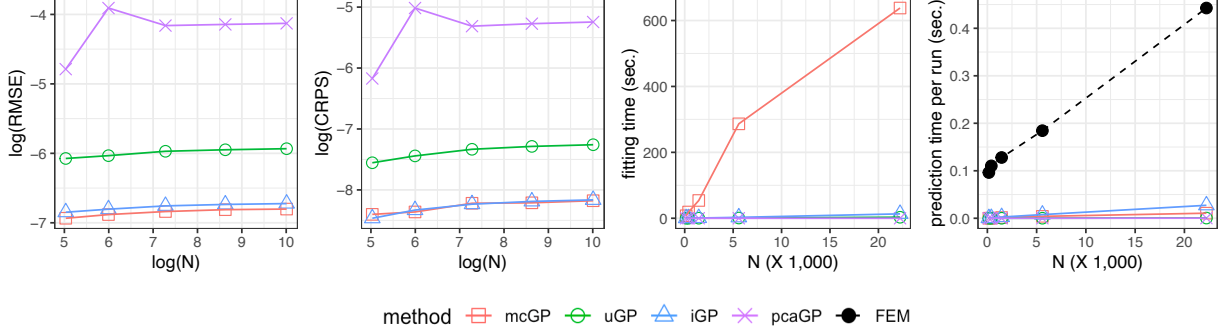 log(RMSE)
−4
−5
−6
−7
5 6 7 8 9 10
log(N)
log(CRPS)
−5
−6
−7
−8
5 6 7 8 9 10
log(N)
fitting time (sec.)
600
400
200
0
0 5 10 15 20
N (X 1,000)
prediction time per run (sec.)
0.4
0.3
0.2
0.1
0.0
0 5 10 15 20
N (X 1,000)
method mcGP uGP iGP pcaGP FEM